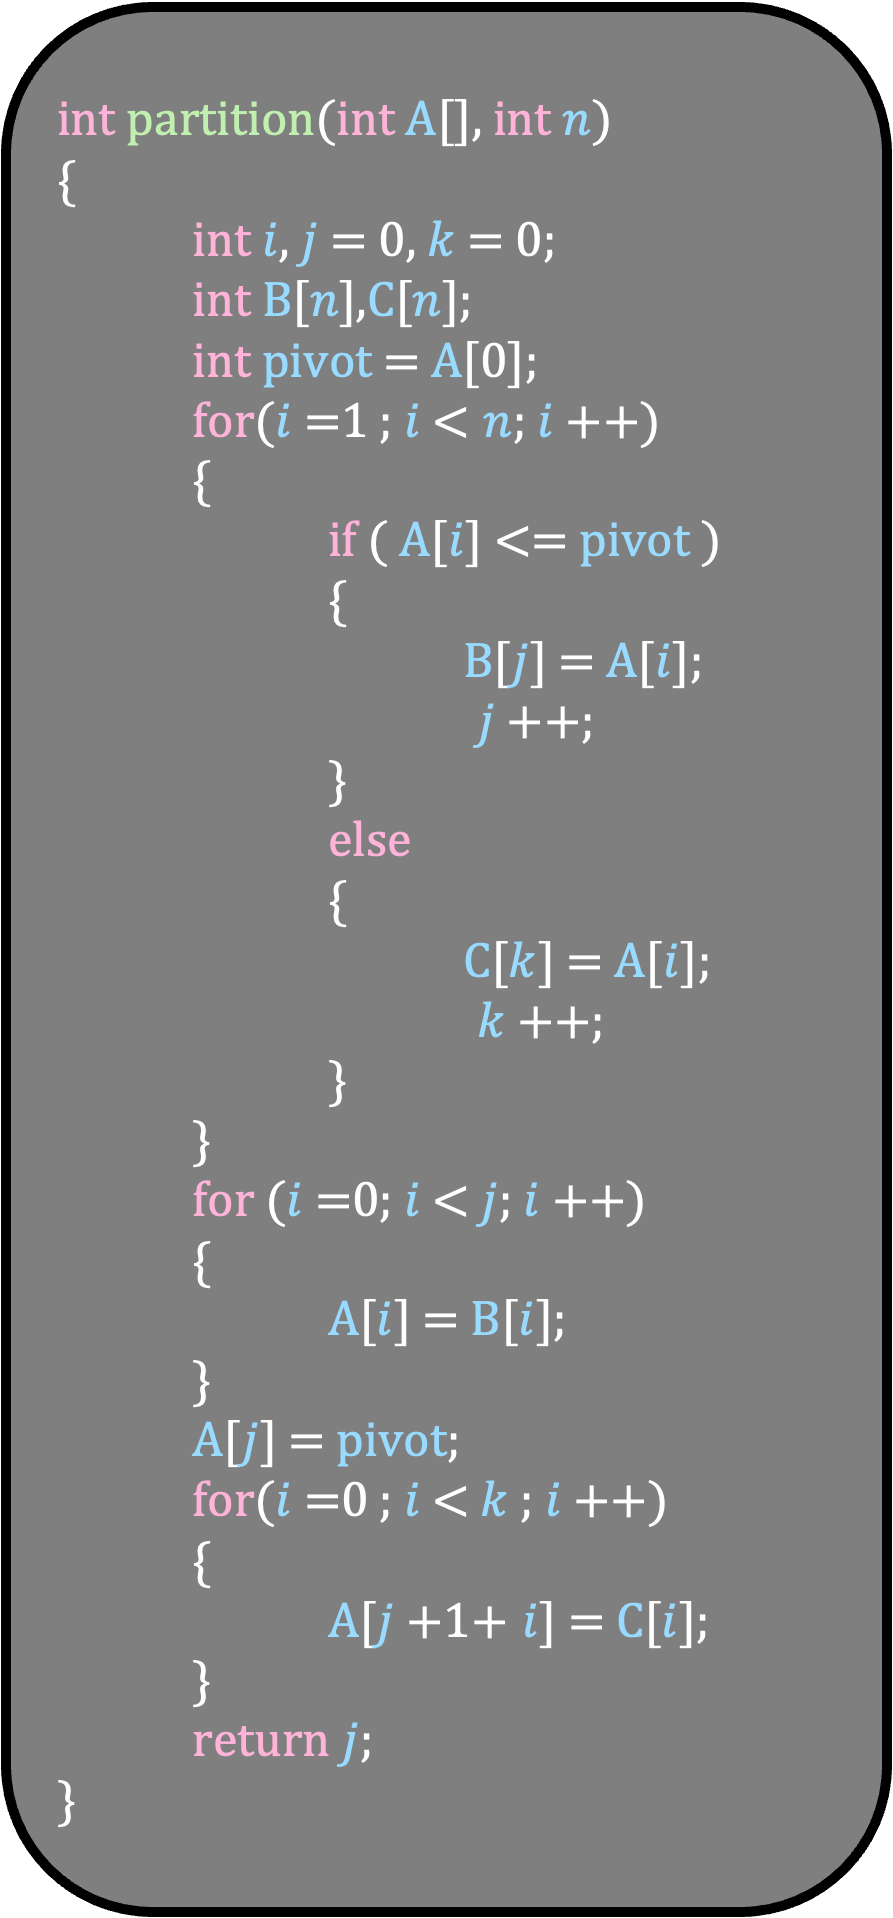 int partition(int A[], int n)
{
int i, j = 0, k = 0;
int B[n],C[n];
int pivot = A[0];
for(i =1 ; i < n; i ++)
{
if ( A[i] <= pivot )
{
B[j] = A[i];
j ++;
}
else
{
C[k] = A[i];
k ++;
}
}
for (i =0; i < j; i ++)
{
A[i] = B[i];
}
A[j] = pivot;
for(i =0 ; i < k ; i ++)
{
A[j +1+ i] = C[i];
}
return j;
}